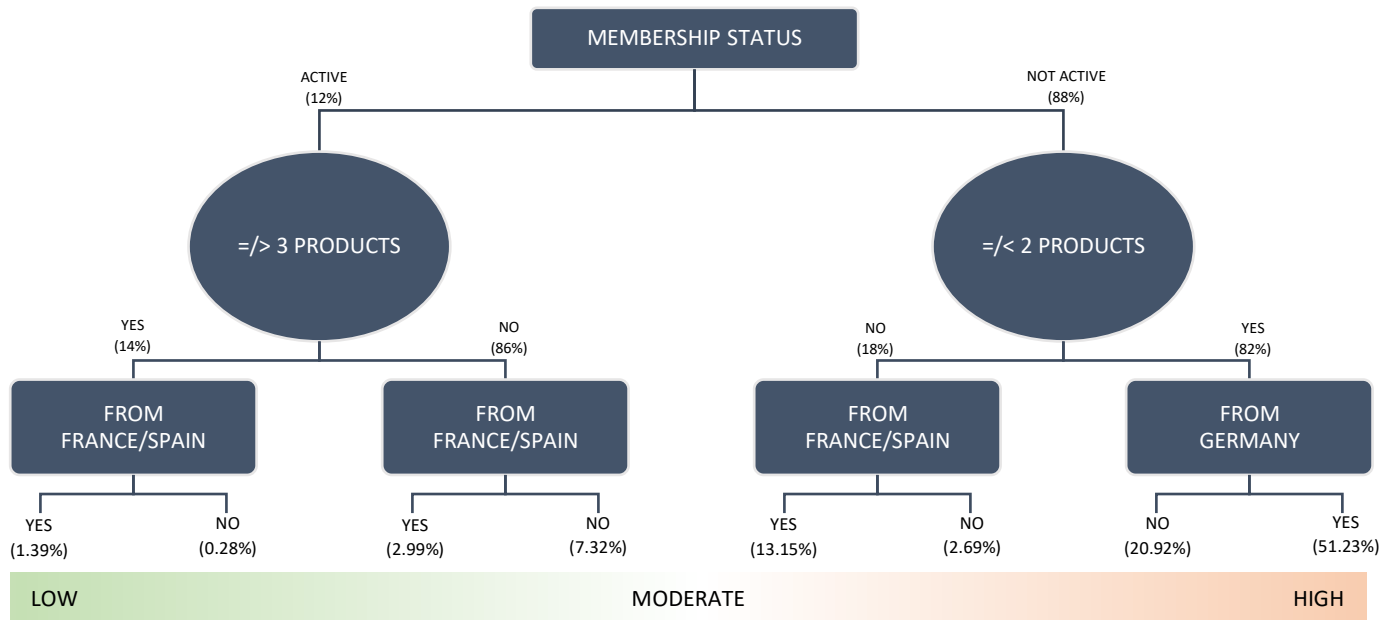 MEMBERSHIP STATUS
ACTIVE
(12%)
NOT ACTIVE
(88%)
=/> 3 PRODUCTS
=/< 2 PRODUCTS
YES
(14%)
NO
(86%)
NO
(18%)
YES
(82%)
FROM
FRANCE/SPAIN
FROM
FRANCE/SPAIN
FROM
FRANCE/SPAIN
FROM
GERMANY
YES
(1.39%)
NO
(0.28%)
YES
(2.99%)
NO
(7.32%)
YES
(13.15%)
NO
(2.69%)
NO
(20.92%)
YES
(51.23%)
LOW
MODERATE
HIGH